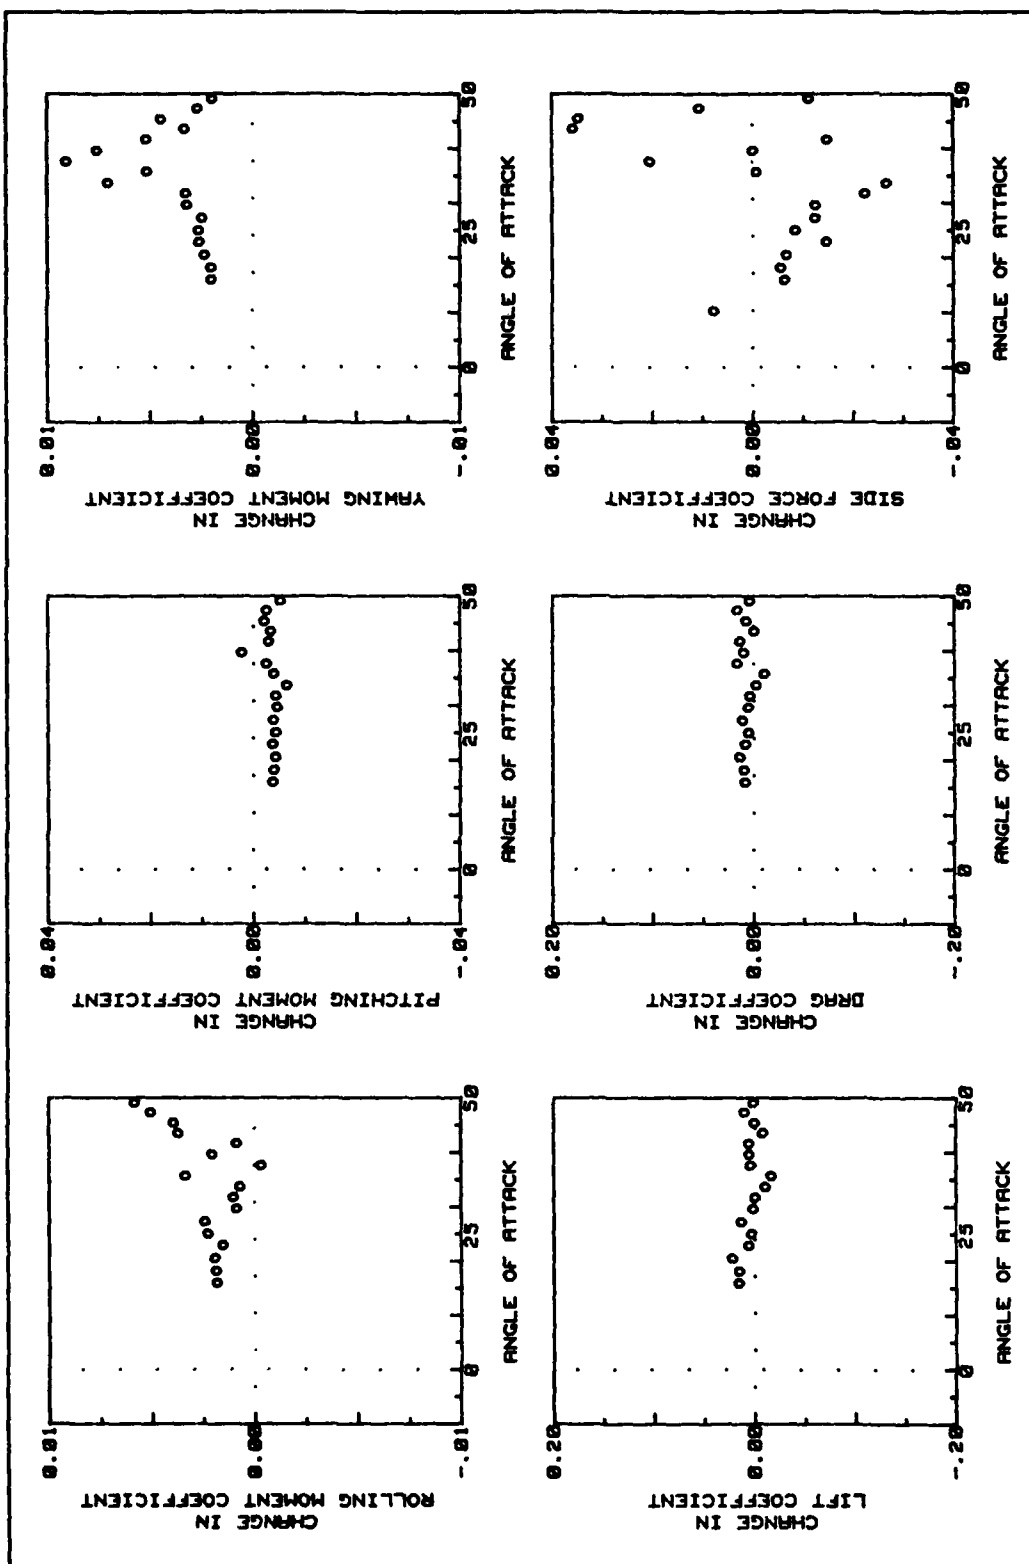 CHANGE IN
ROLLING MOMENT COEFFICIENT
0.01
0.00
-.01
0
25
50
ANGLE OF ATTACK
CHANGE IN
PITCHING MOMENT COEFFICIENT
0.04
0.00
-.04
0
25
50
ANGLE OF ATTACK
CHANGE IN
YAWING MOMENT COEFFICIENT
0.01
0.00
-.01
0
25
50
ANGLE OF ATTACK
CHANGE IN
LIFT COEFFICIENT
0.20
0.00
-.20
0
25
50
ANGLE OF ATTACK
CHANGE IN
DRAG COEFFICIENT
0.20
0.00
-.20
0
25
50
ANGLE OF ATTACK
CHANGE IN
SIDE FORCE COEFFICIENT
0.04
0.00
-.04
0
25
50
ANGLE OF ATTACK